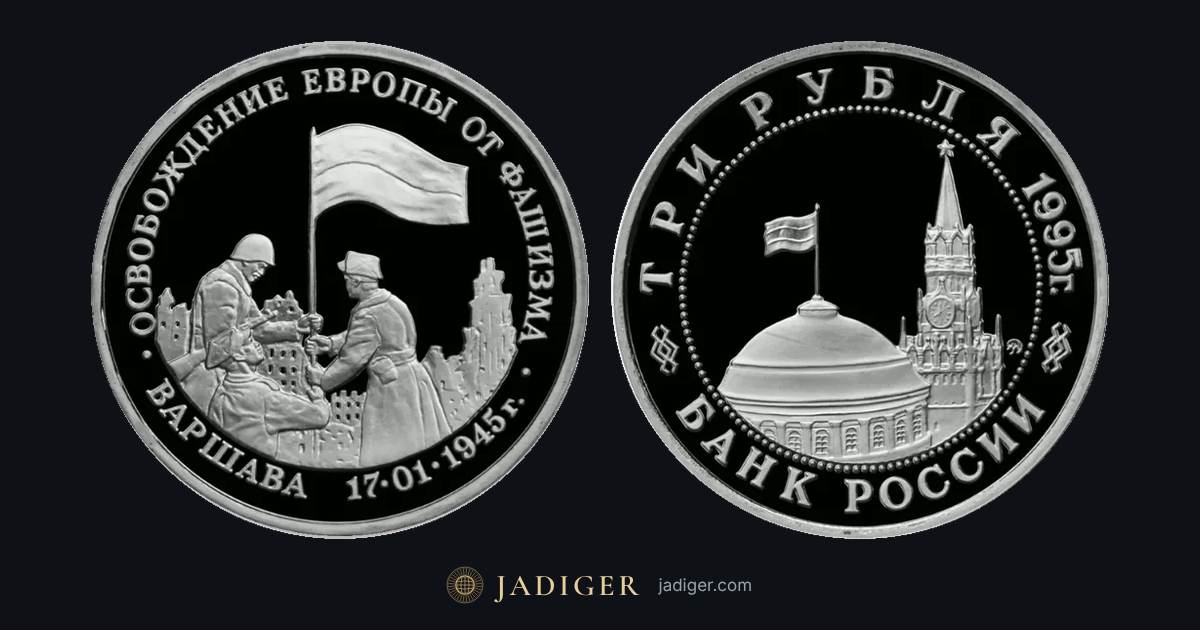 · ОСВОБОЖДЕНИЕ ЕВРОПЫ ОТ ФАШИЗМА ·
ВАРШАВА 17·01·1945г.
ТРИ РУБЛЯ 1995г.
БАНК РОССИИ
JADIGER jadiger.com